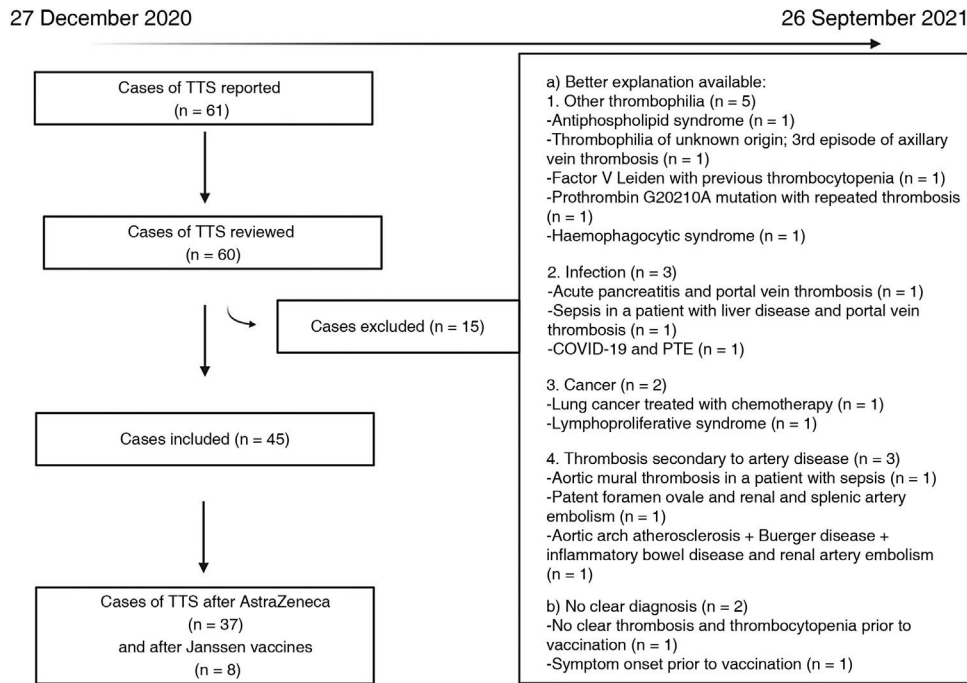 27 December 2020
26 September 2021
Cases of TTS reported
(n = 61)
Cases of TTS reviewed
(n = 60)
Cases excluded (n = 15)
Cases included (n = 45)
Cases of TTS after AstraZeneca
(n = 37)
and after Janssen vaccines
(n = 8)
a) Better explanation available:
1. Other thrombophilia (n = 5)
-Antiphospholipid syndrome (n = 1)
-Thrombophilia of unknown origin; 3rd episode of axillary
vein thrombosis (n = 1)
-Factor V Leiden with previous thrombocytopenia (n = 1)
-Prothrombin G20210A mutation with repeated thrombosis
(n = 1)
-Haemophagocytic syndrome (n = 1)
2. Infection (n = 3)
-Acute pancreatitis and portal vein thrombosis (n = 1)
-Sepsis in a patient with liver disease and portal vein
thrombosis (n = 1)
-COVID-19 and PTE (n = 1)
3. Cancer (n = 2)
-Lung cancer treated with chemotherapy (n = 1)
-Lymphoproliferative syndrome (n = 1)
4. Thrombosis secondary to artery disease (n = 3)
-Aortic mural thrombosis in a patient with sepsis (n = 1)
-Patent foramen ovale and renal and splenic artery
embolism (n = 1)
-Aortic arch atherosclerosis + Buerger disease +
inflammatory bowel disease and renal artery embolism
(n = 1)
b) No clear diagnosis (n = 2)
-No clear thrombosis and thrombocytopenia prior to
vaccination (n = 1)
-Symptom onset prior to vaccination (n = 1)